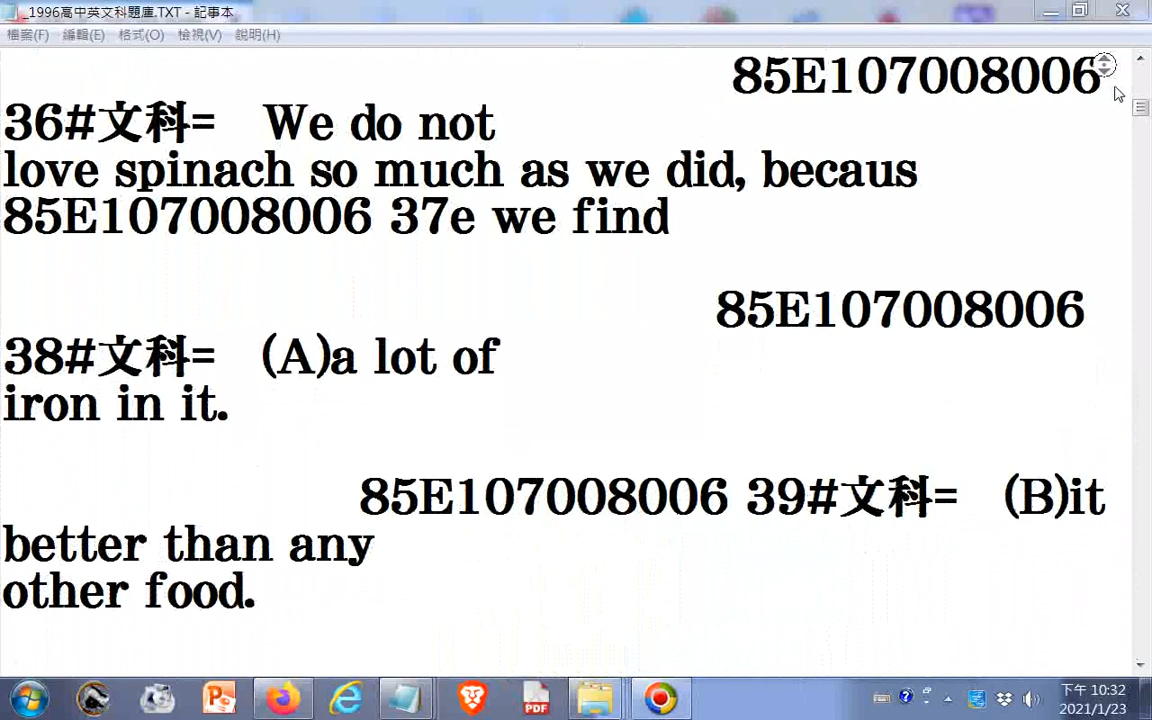 _1996高中英文科題庫.TXT - 記事本
檔案(F) 編輯(E) 格式(O) 檢視(V) 說明(H)
85E107008006
36#文科= We do not
love spinach so much as we did, becaus
85E107008006 37e we find
85E107008006
38#文科= (A)a lot of
iron in it.
85E107008006 39#文科= (B)it
better than any
other food.
PDF
下午 10:32
2021/1/23